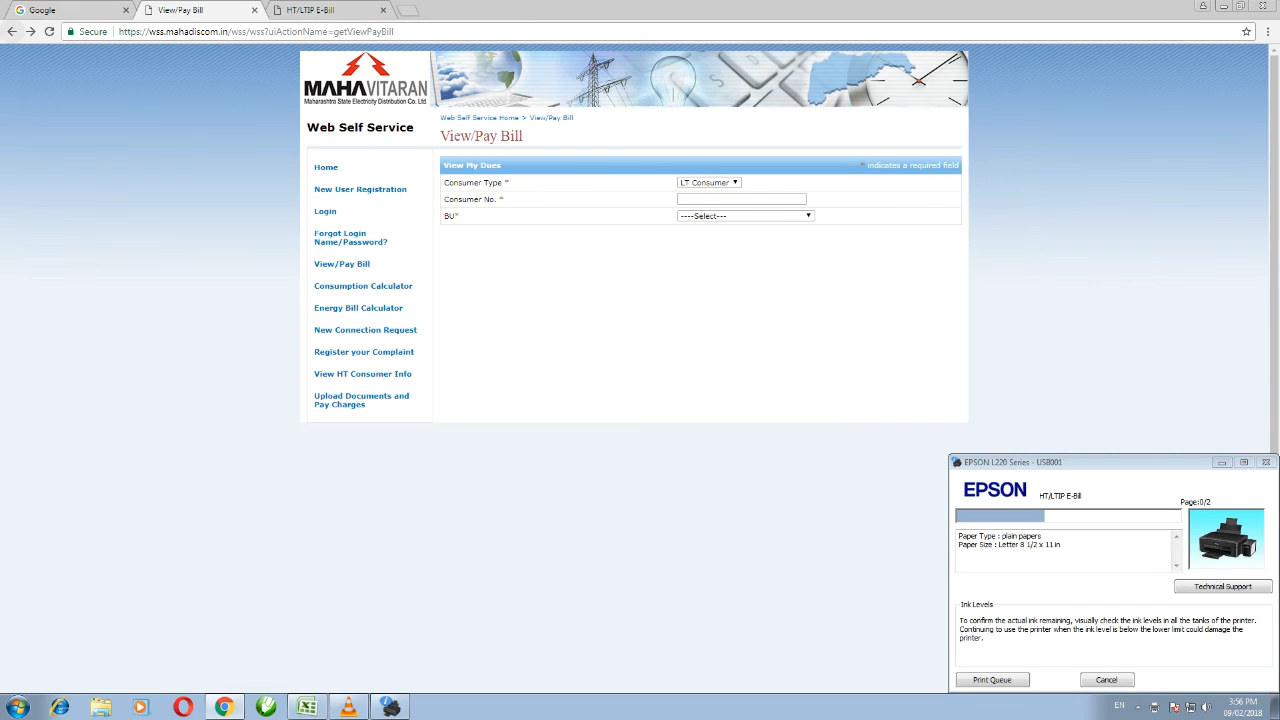 Google
View/Pay Bill
HT/LTIP E-Bill
Secure
https://wss.mahadiscom.in/wss/wss?uiActionName=getViewPayBill
MAHAVITARAN
Maharashtra State Electricity Distribution Co. Ltd.
Web Self Service
Web Self Service Home > View/Pay Bill
View/Pay Bill
Home
New User Registration
Login
Forgot Login
Name/Password?
View/Pay Bill
Consumption Calculator
Energy Bill Calculator
New Connection Request
Register your Complaint
View HT Consumer Info
Upload Documents and
Pay Charges
View My Dues * indicates a required field
Consumer Type * LT Consumer
Consumer No. *
BU* ----Select---
EPSON L220 Series - USB001
EPSON HT/LTIP E-Bill
Page:0/2
Paper Type : plain papers
Paper Size : Letter 8 1/2 x 11 in
Technical Support
Ink Levels
To confirm the actual ink remaining, visually check the ink levels in all the tanks of the printer.
Continuing to use the printer when the ink level is below the lower limit could damage the
printer.
Print Queue Cancel
EN
3:56 PM
09/02/2018